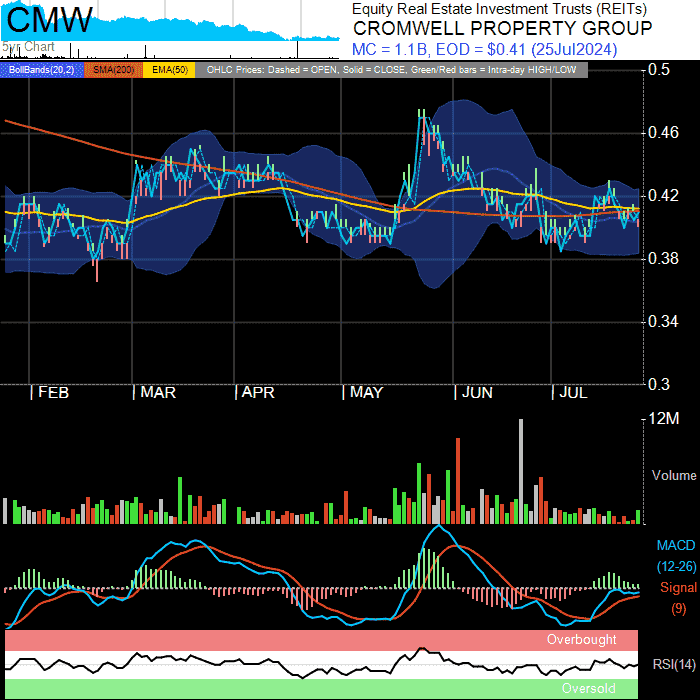 CMW
5yr Chart
Equity Real Estate Investment Trusts (REITs)
CROMWELL PROPERTY GROUP
MC = 1.1B, EOD = $0.41 (25Jul2024)
BollBands(20,2) SMA(200) EMA(50) OHLC Prices: Dashed = OPEN, Solid = CLOSE, Green/Red bars = Intra-day HIGH/LOW
0.5
0.46
0.42
0.38
0.34
0.3
FEB MAR APR MAY JUN JUL
12M
Volume
MACD
(12-26)
Signal
(9)
Overbought
RSI(14)
Oversold